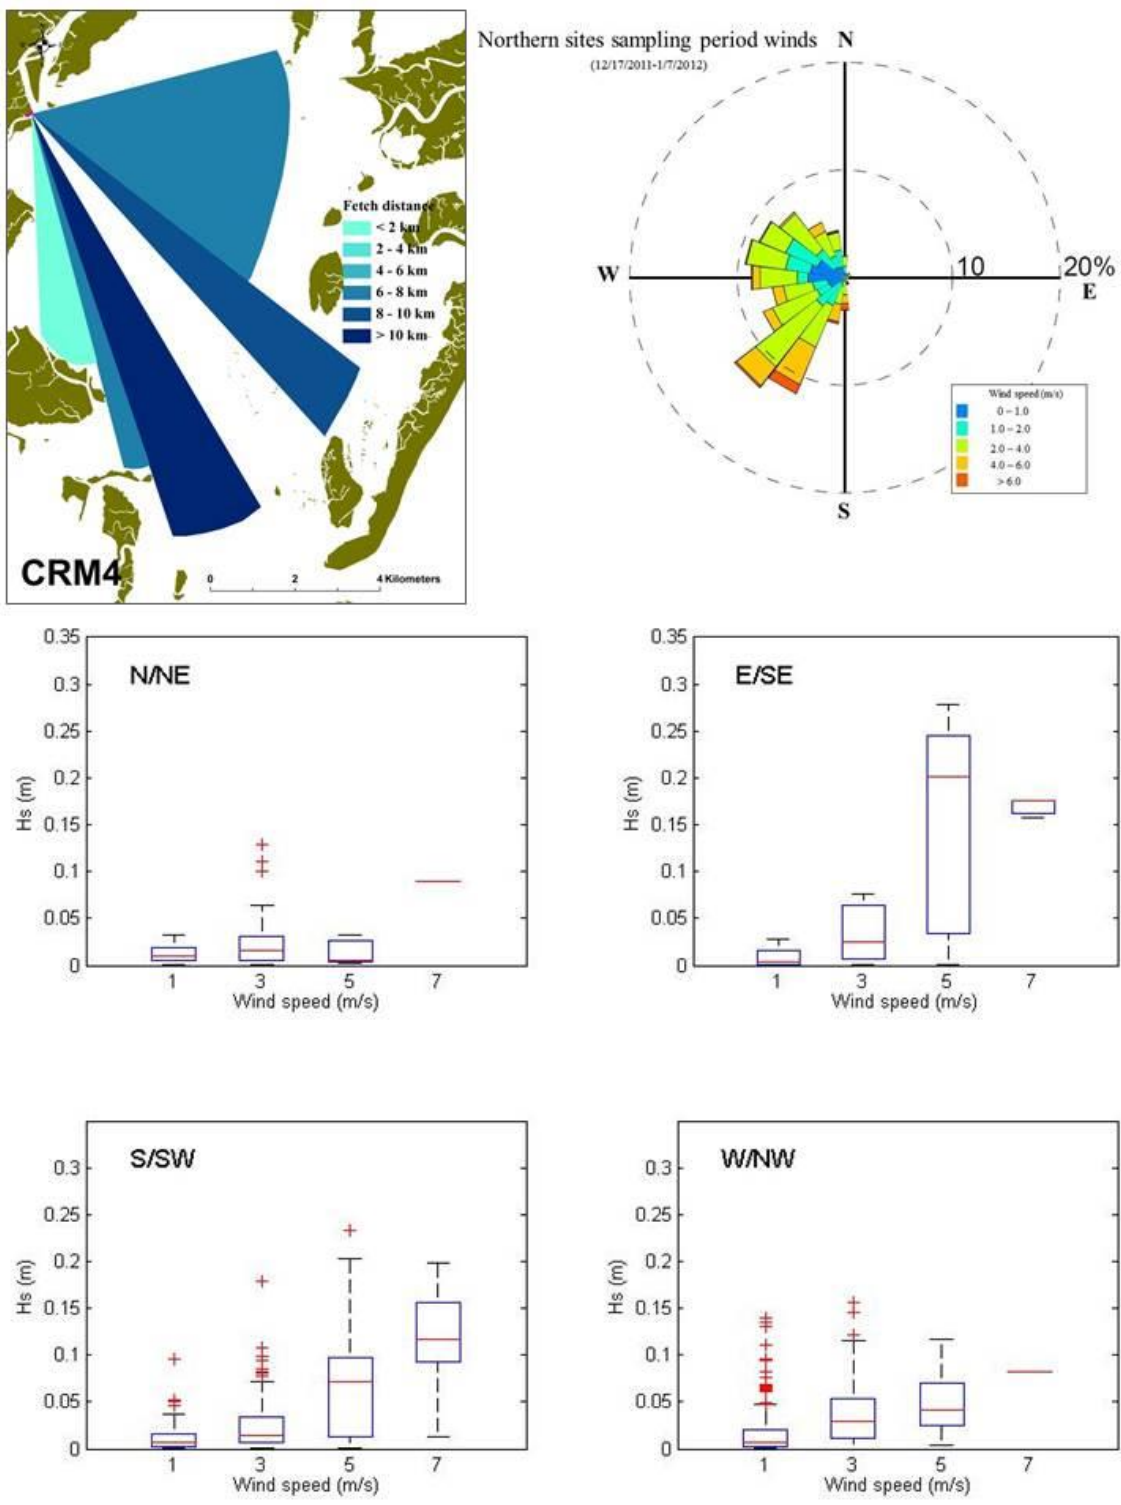 Northern sites sampling period winds
(12/17/2011-1/7/2012)
N
Fetch distance
< 2 km
2 - 4 km
4 - 6 km
6 - 8 km
8 - 10 km
> 10 km
CRM4
0 2 4 Kilometers
W
10
20%
E
S
Wind speed (m/s)
0 – 1.0
1.0 – 2.0
2.0 – 4.0
4.0 – 6.0
> 6.0
N/NE
0.35
0.3
0.25
0.2
0.15
0.1
0.05
0
Hs (m)
1 3 5 7
Wind speed (m/s)
E/SE
0.35
0.3
0.25
0.2
0.15
0.1
0.05
0
Hs (m)
1 3 5 7
Wind speed (m/s)
S/SW
0.3
0.25
0.2
0.15
0.1
0.05
0
Hs (m)
1 3 5 7
Wind speed (m/s)
W/NW
0.3
0.25
0.2
0.15
0.1
0.05
0
Hs (m)
1 3 5 7
Wind speed (m/s)